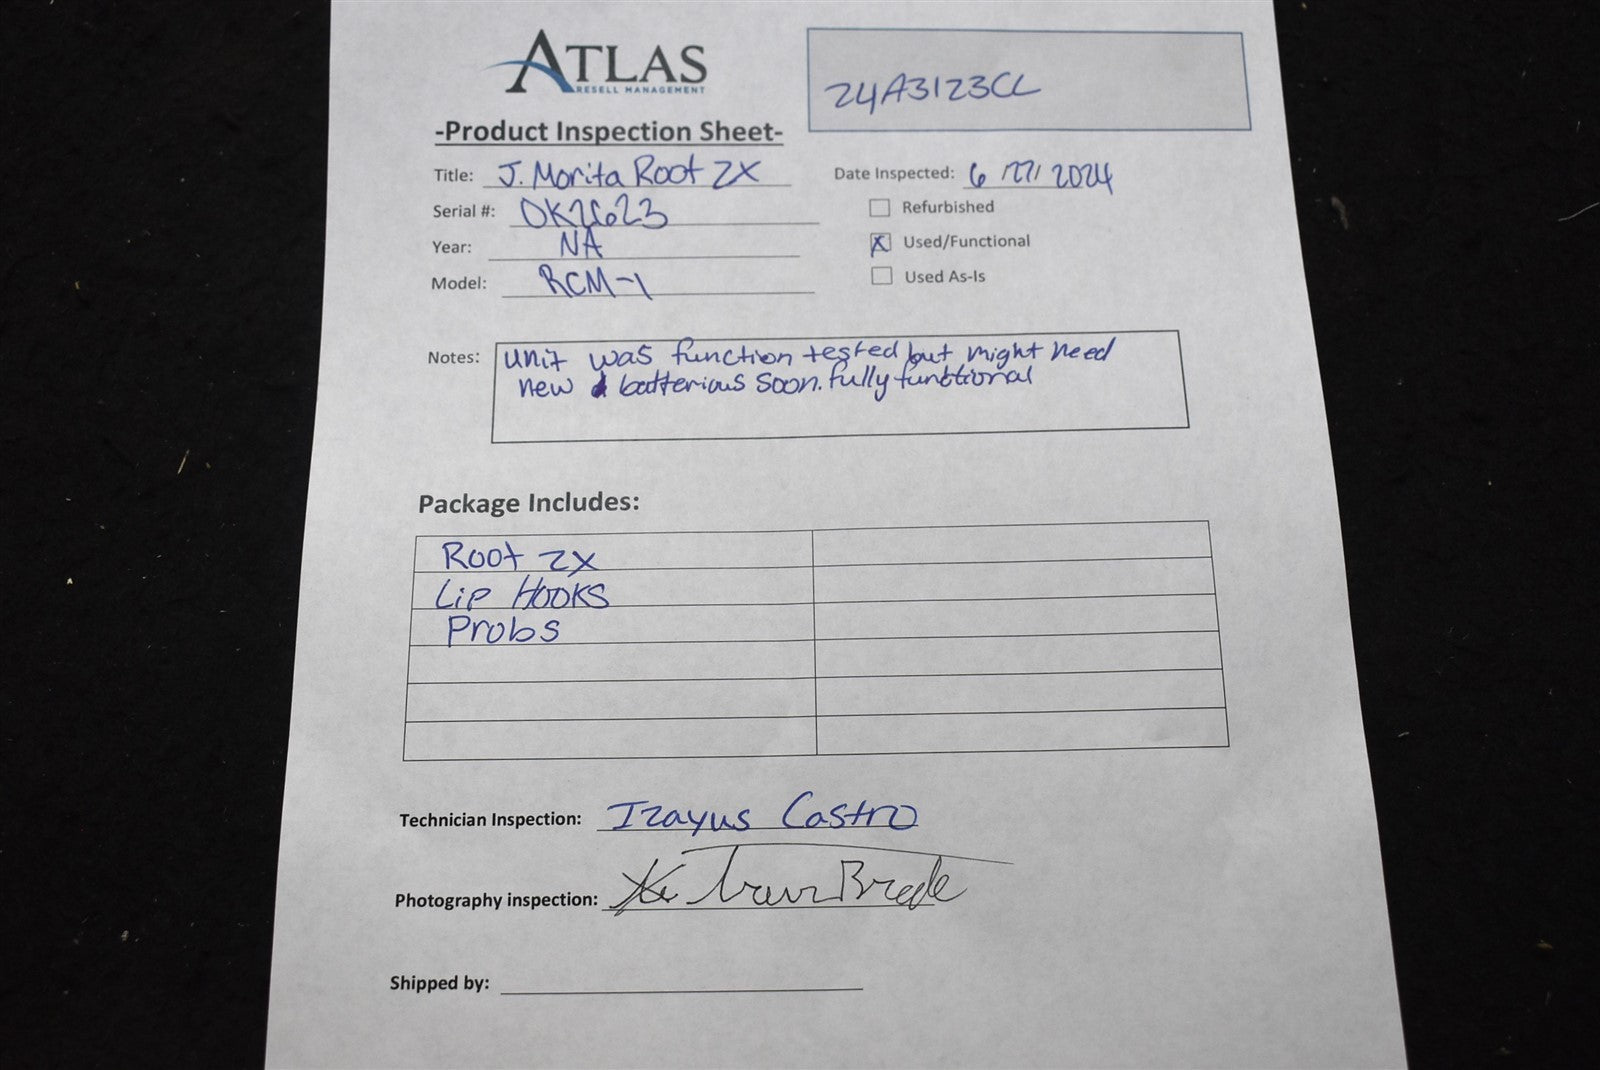 ATLAS
RESELL MANAGEMENT
24A3123CL
-Product Inspection Sheet-
Title: J. Morita Root ZX
Date Inspected: 6 /27/ 2024
Serial #: OK2623
Refurbished
Year: NA
X Used/Functional
Model: RCM-1
Used As-Is
Notes: Unit was function tested but might need
new batterious soon. fully functional
Package Includes:
Root ZX
Lip Hooks
Probs
Technician Inspection: Izayus Castro
Photography inspection:
Shipped by: